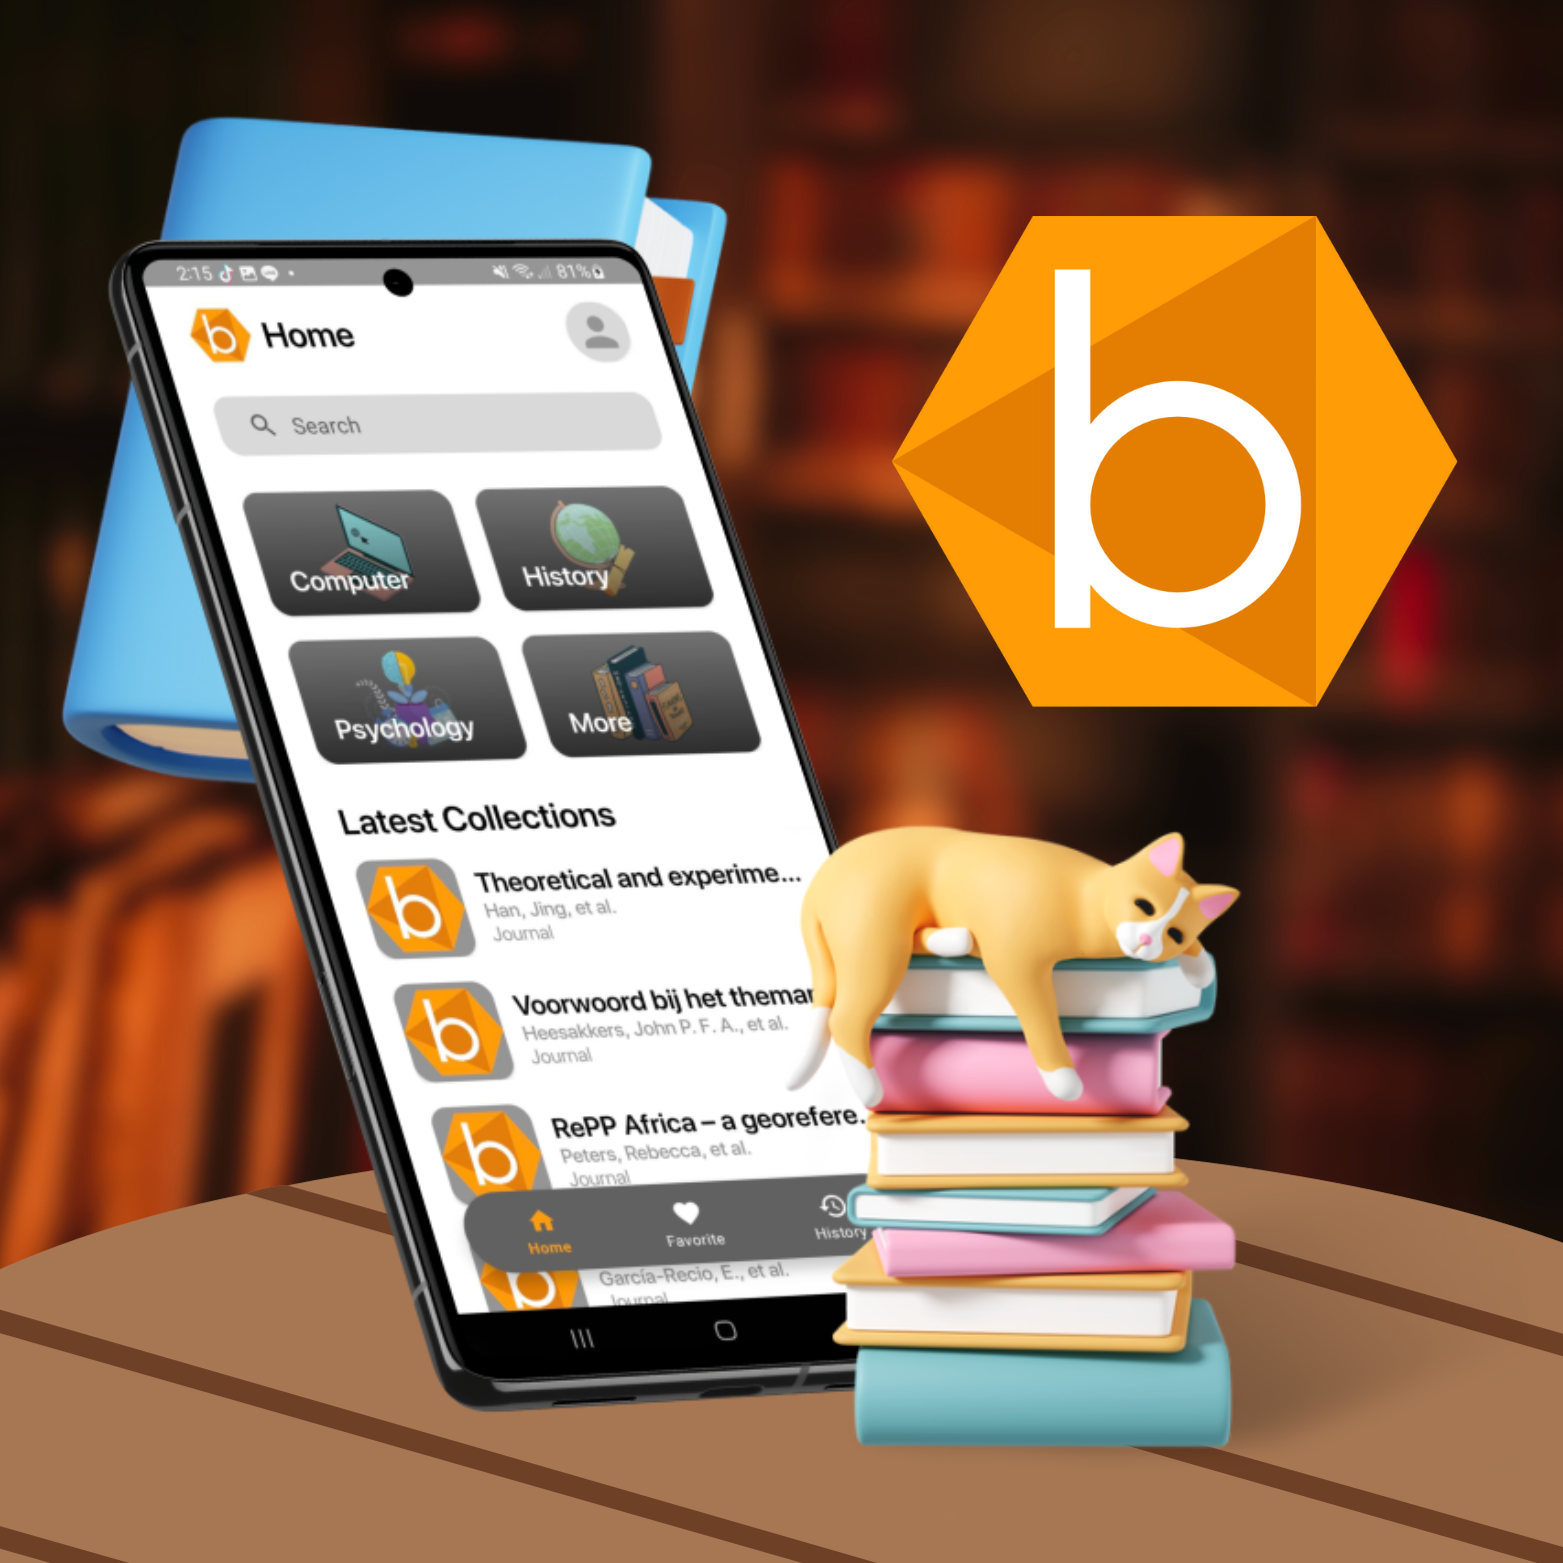 2:15
81%
b Home
Search
Computer
History
Psychology
More
Latest Collections
b
Theoretical and experime...
Han, Jing, et al.
Journal
b
Voorwoord bij het themar
Heesakkers, John P. F. A., et al.
Journal
b
RePP Africa – a georefere.
Peters, Rebecca, et al.
Journal
Home
Favorite
History
b
García-Recio, E., et al.
Journal
b